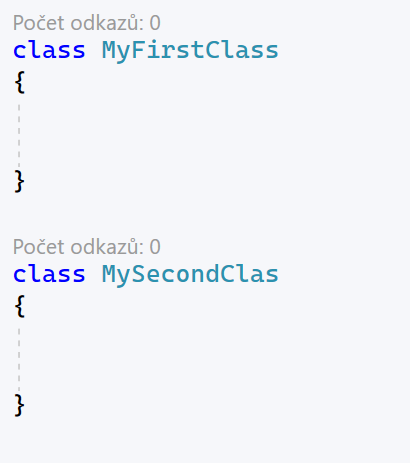 Počet odkazů: 0
class MyFirstClass
{
}
Počet odkazů: 0
class MySecondClas
{
}